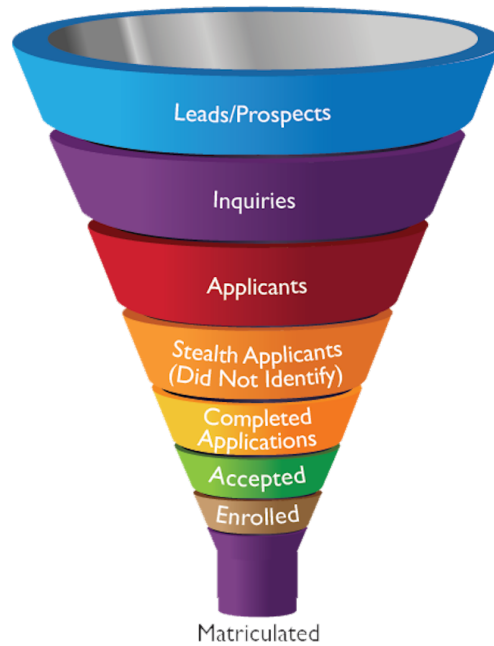 Leads/Prospects
Inquiries
Applicants
Stealth Applicants
(Did Not Identify)
Completed
Applications
Accepted
Enrolled
Matriculated